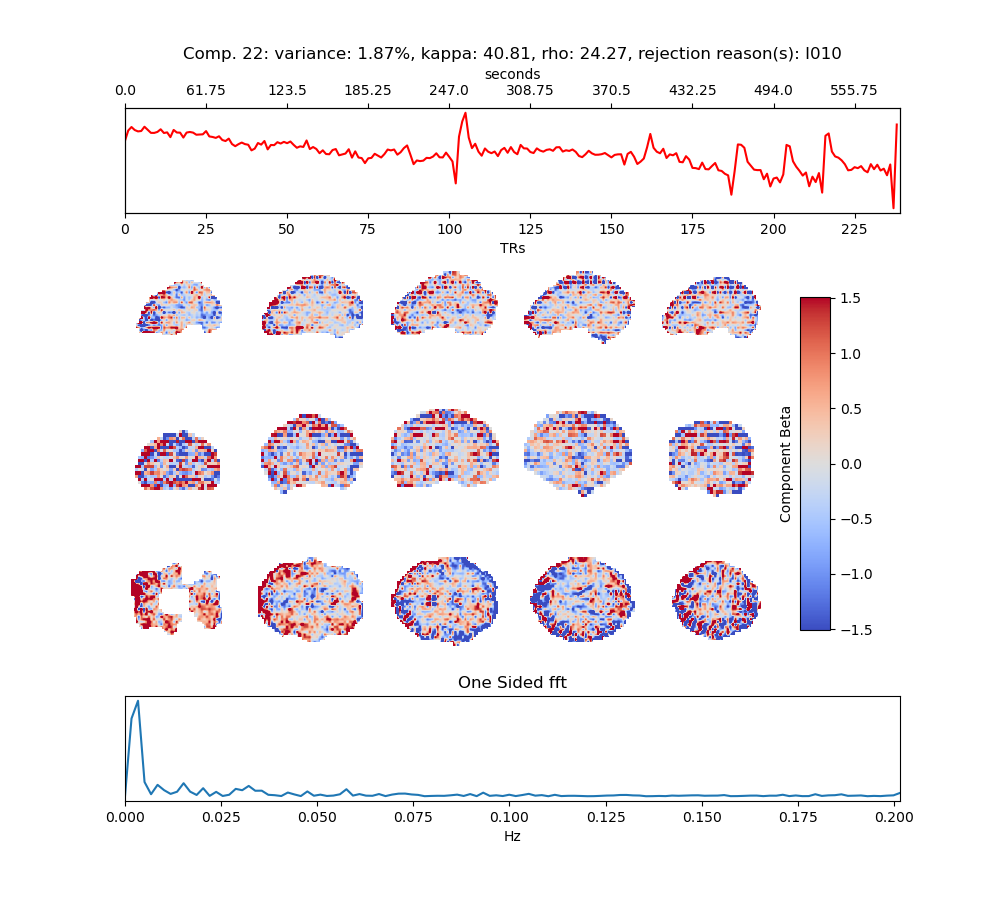 Comp. 22: variance: 1.87%, kappa: 40.81, rho: 24.27, rejection reason(s): I010
seconds
0.0 61.75 123.5 185.25 247.0 308.75 370.5 432.25 494.0 555.75
0 25 50 75 100 125 150 175 200 225
TRs
1.5
1.0
0.5
0.0
−0.5
−1.0
−1.5
Component Beta
One Sided fft
0.000 0.025 0.050 0.075 0.100 0.125 0.150 0.175 0.200
Hz